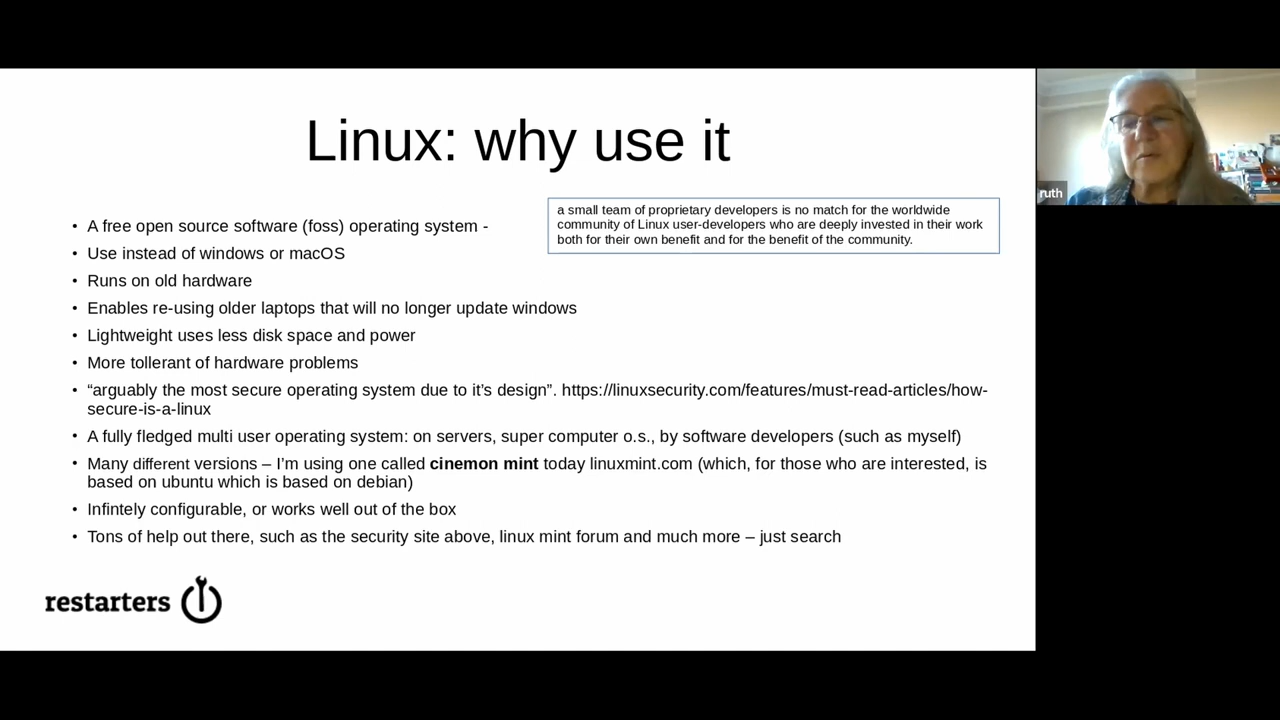 Linux: why use it
a small team of proprietary developers is no match for the worldwide
community of Linux user-developers who are deeply invested in their work
both for their own benefit and for the benefit of the community.
• A free open source software (foss) operating system -
• Use instead of windows or macOS
• Runs on old hardware
• Enables re-using older laptops that will no longer update windows
• Lightweight uses less disk space and power
• More tollerant of hardware problems
• “arguably the most secure operating system due to it’s design”. https://linuxsecurity.com/features/must-read-articles/how-
secure-is-a-linux
• A fully fledged multi user operating system: on servers, super computer o.s., by software developers (such as myself)
• Many different versions – I’m using one called cinemon mint today linuxmint.com (which, for those who are interested, is
based on ubuntu which is based on debian)
• Infintely configurable, or works well out of the box
• Tons of help out there, such as the security site above, linux mint forum and much more – just search
restarters
ruth